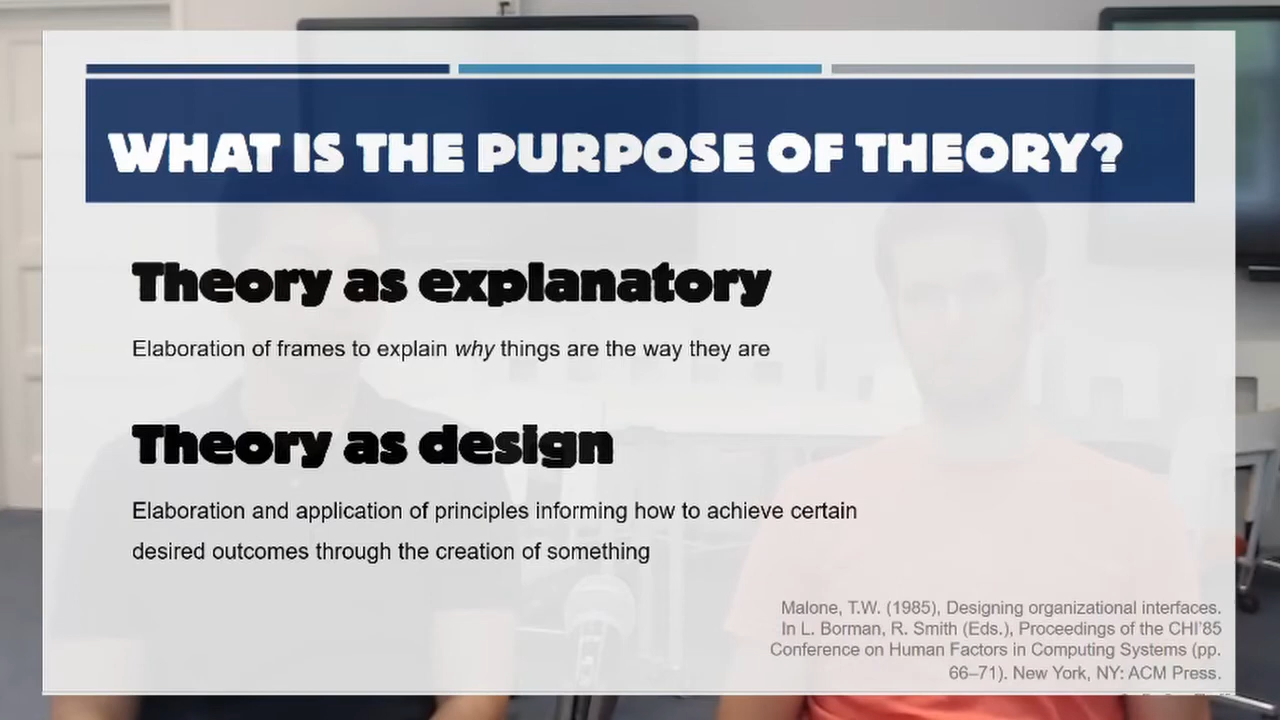 WHAT IS THE PURPOSE OF THEORY?
Theory as explanatory
Elaboration of frames to explain why things are the way they are
Theory as design
Elaboration and application of principles informing how to achieve certain
desired outcomes through the creation of something
Malone, T.W. (1985), Designing organizational interfaces.
In L. Borman, R. Smith (Eds.), Proceedings of the CHI'85
Conference on Human Factors in Computing Systems (pp.
66–71). New York, NY: ACM Press.